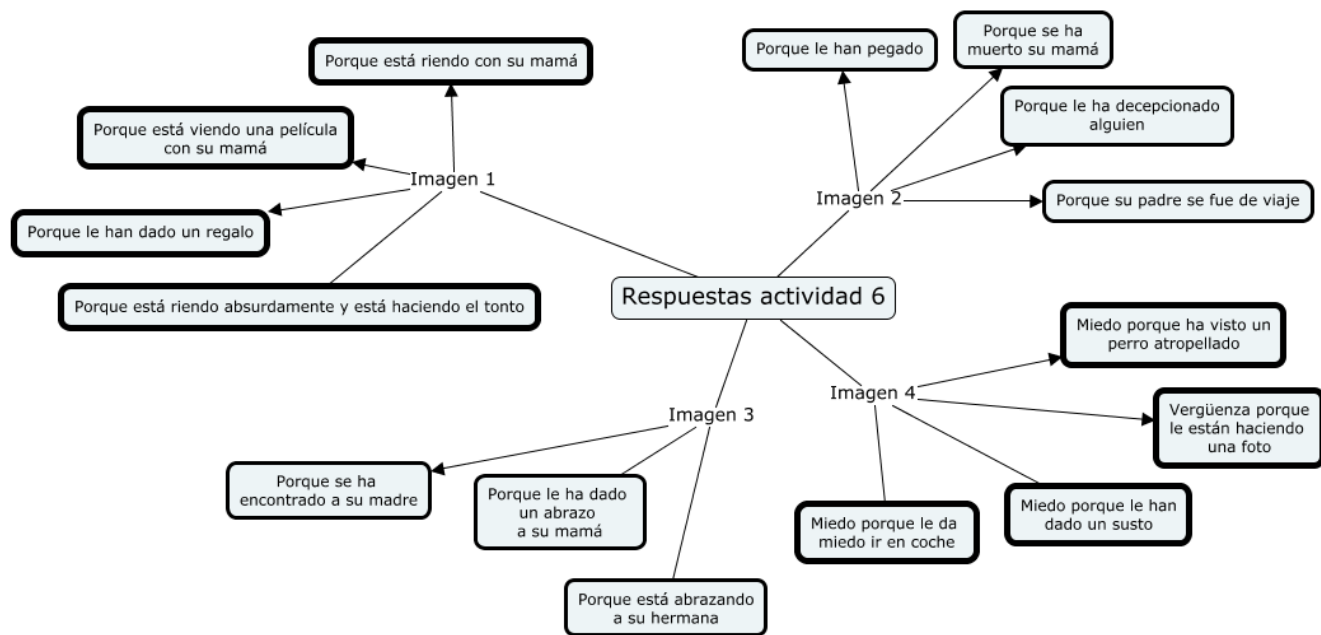 Porque está riendo con su mamá
Porque está viendo una película
con su mamá
Imagen 1
Porque le han dado un regalo
Porque está riendo absurdamente y está haciendo el tonto
Porque le han pegado
Porque se ha
muerto su mamá
Porque le ha decepcionado
alguien
Imagen 2
Porque su padre se fue de viaje
Respuestas actividad 6
Imagen 3
Porque se ha
encontrado a su madre
Porque le ha dado
un abrazo
a su mamá
Porque está abrazando
a su hermana
Miedo porque ha visto un
perro atropellado
Imagen 4
Vergüenza porque
le están haciendo
una foto
Miedo porque le han
dado un susto
Miedo porque le da
miedo ir en coche